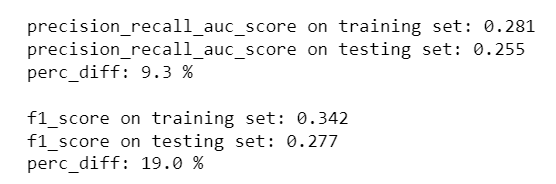 precision_recall_auc_score on training set: 0.281
precision_recall_auc_score on testing set: 0.255
perc_diff: 9.3 %
f1_score on training set: 0.342
f1_score on testing set: 0.277
perc_diff: 19.0 %